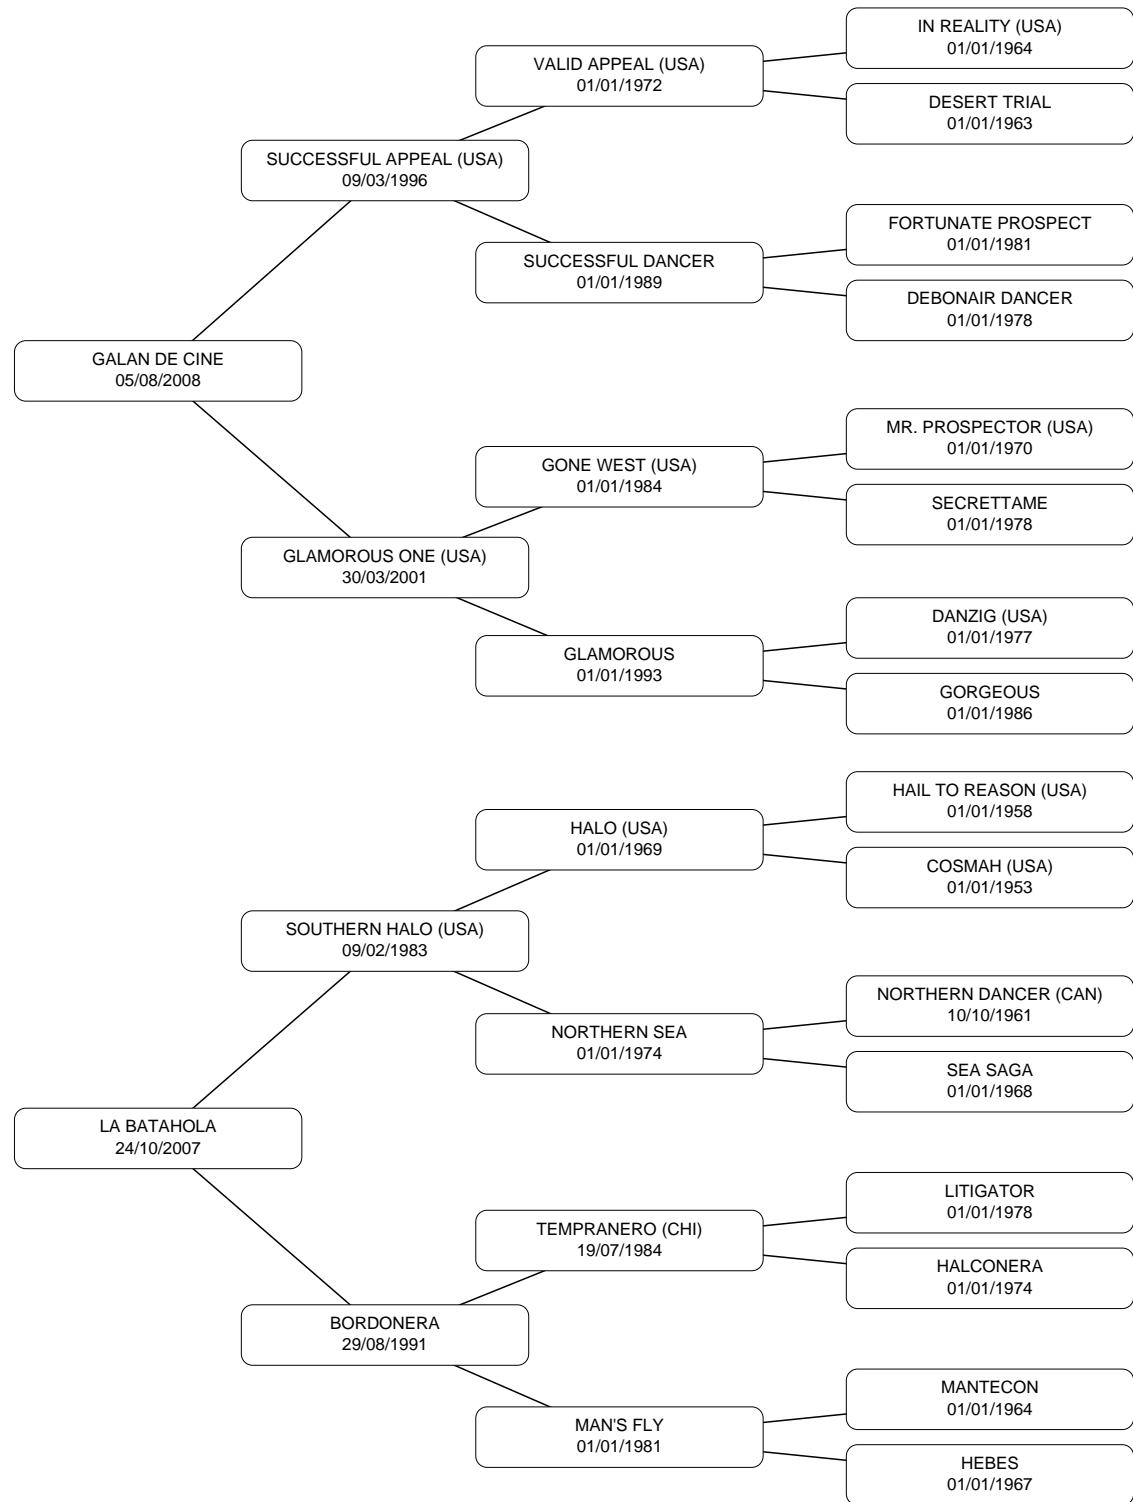 IN REALITY (USA)
01/01/1964
VALID APPEAL (USA)
01/01/1972
DESERT TRIAL
01/01/1963
SUCCESSFUL APPEAL (USA)
09/03/1996
FORTUNATE PROSPECT
01/01/1981
SUCCESSFUL DANCER
01/01/1989
DEBONAIR DANCER
01/01/1978
GALAN DE CINE
05/08/2008
MR. PROSPECTOR (USA)
01/01/1970
GONE WEST (USA)
01/01/1984
SECRETTAME
01/01/1978
GLAMOROUS ONE (USA)
30/03/2001
DANZIG (USA)
01/01/1977
GLAMOROUS
01/01/1993
GORGEOUS
01/01/1986
HAIL TO REASON (USA)
01/01/1958
HALO (USA)
01/01/1969
COSMAH (USA)
01/01/1953
SOUTHERN HALO (USA)
09/02/1983
NORTHERN DANCER (CAN)
10/10/1961
NORTHERN SEA
01/01/1974
SEA SAGA
01/01/1968
LA BATAHOLA
24/10/2007
LITIGATOR
01/01/1978
TEMPRANERO (CHI)
19/07/1984
HALCONERA
01/01/1974
BORDONERA
29/08/1991
MANTECON
01/01/1964
MAN'S FLY
01/01/1981
HEBES
01/01/1967